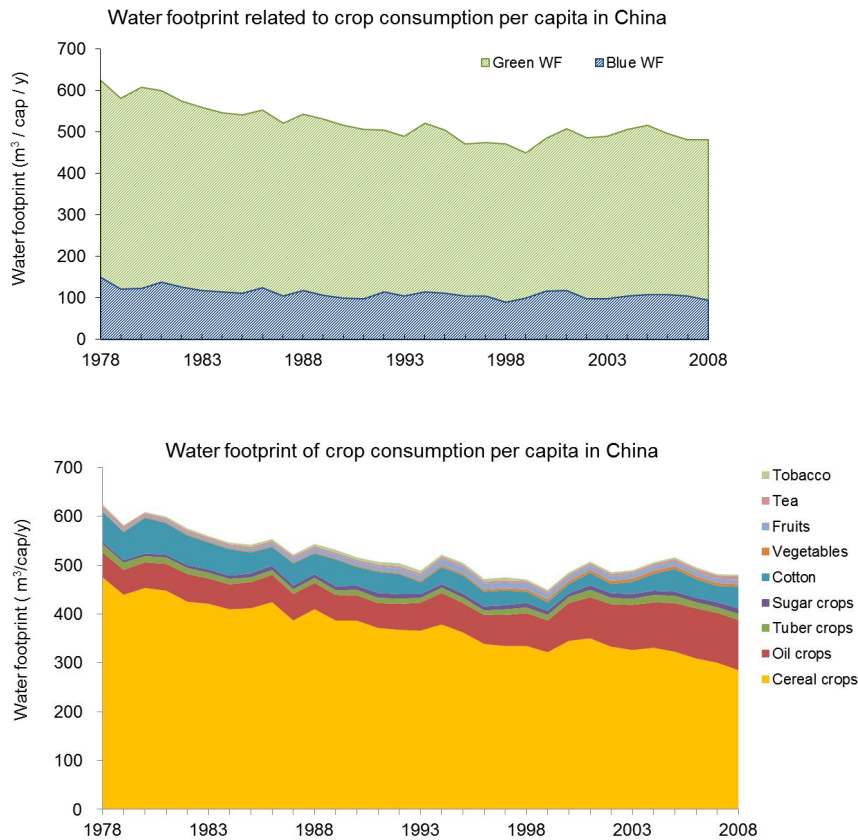 Water footprint related to crop consumption per capita in China
Water footprint (m³ / cap / y)
700
600
500
400
300
200
100
0
Green WF
Blue WF
1978 1983 1988 1993 1998 2003 2008
Water footprint of crop consumption per capita in China
Water footprint ( m³/cap/y)
700
600
500
400
300
200
100
0
1978 1983 1988 1993 1998 2003 2008
Tobacco
Tea
Fruits
Vegetables
Cotton
Sugar crops
Tuber crops
Oil crops
Cereal crops